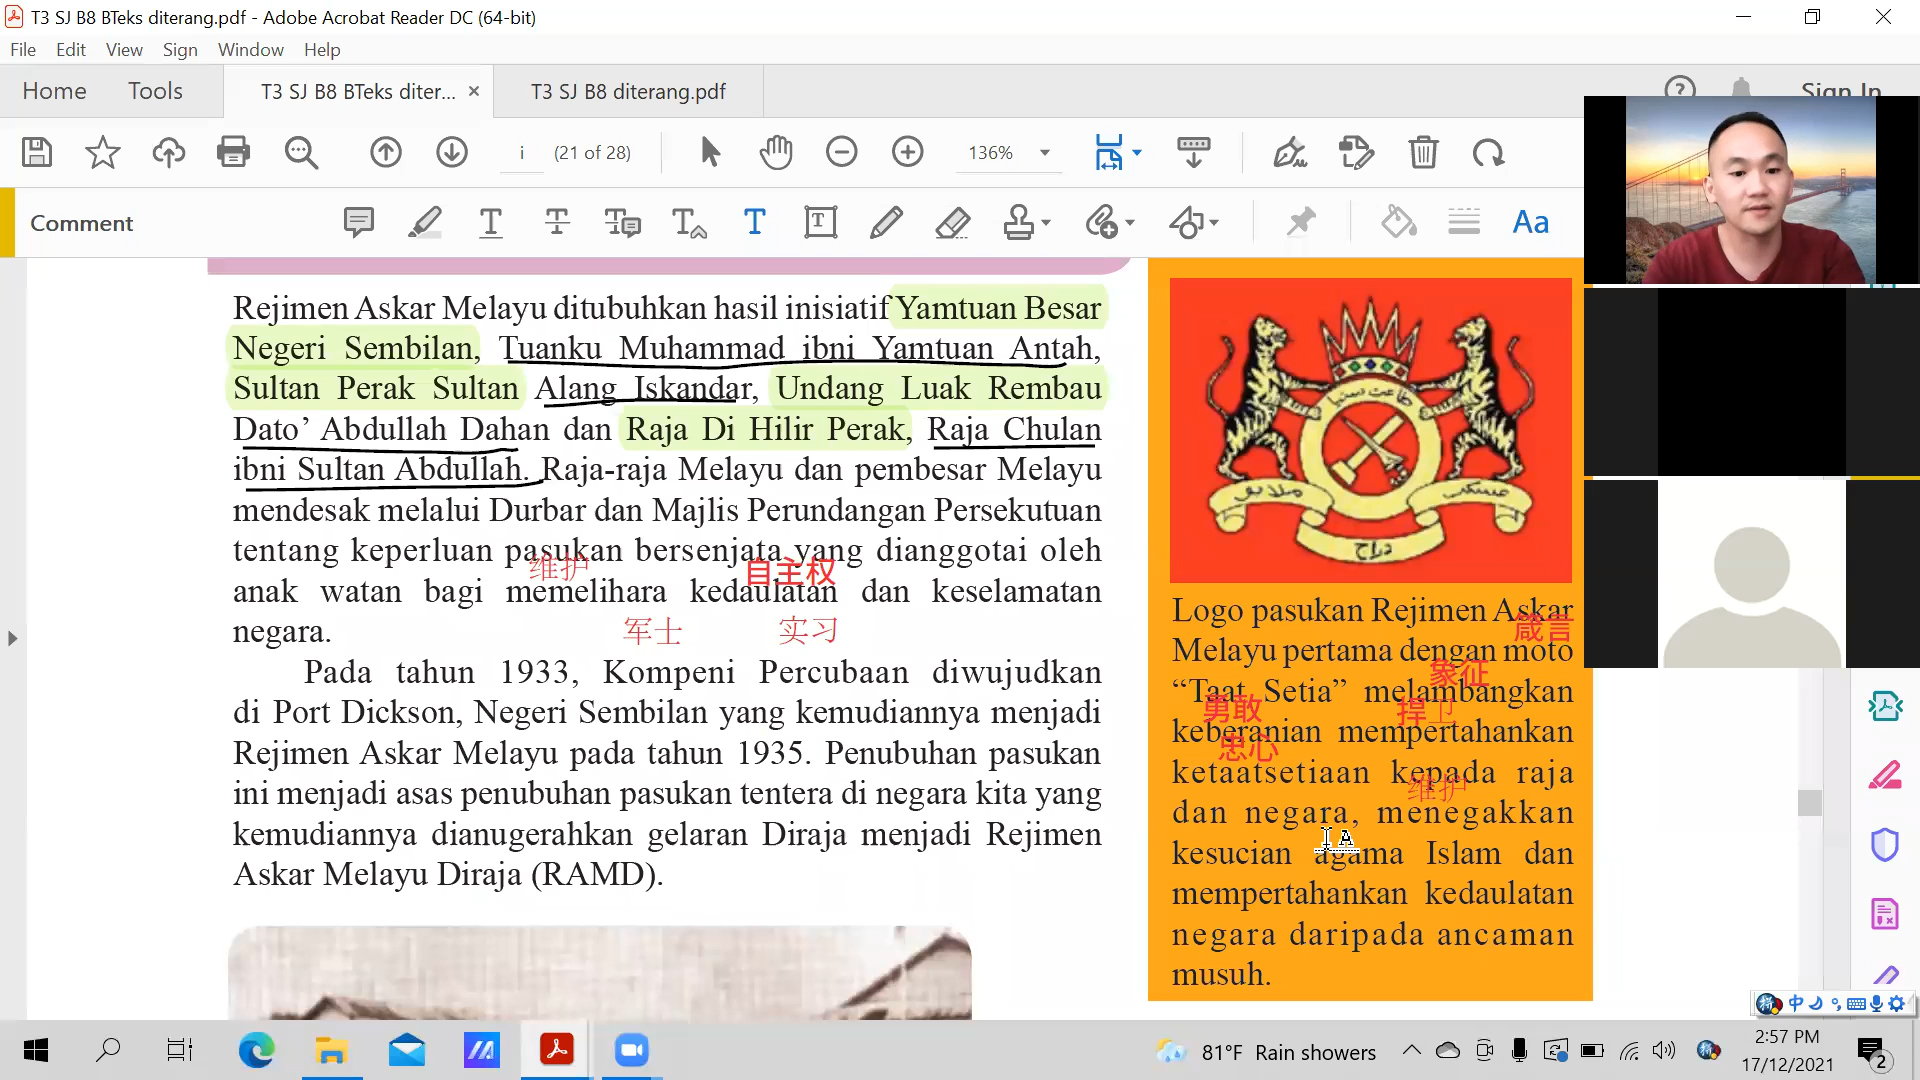 T3 SJ B8 BTeks diterang.pdf - Adobe Acrobat Reader DC (64-bit)
File Edit View Sign Window Help
Home Tools T3 SJ B8 BTeks diter... × T3 SJ B8 diterang.pdf Sign In
i (21 of 28) 136%
Comment
Aa
Rejimen Askar Melayu ditubuhkan hasil inisiatif Yamtuan Besar
Negeri Sembilan, Tuanku Muhammad ibni Yamtuan Antah,
Sultan Perak Sultan Alang Iskandar, Undang Luak Rembau
Dato’ Abdullah Dahan dan Raja Di Hilir Perak, Raja Chulan
ibni Sultan Abdullah. Raja-raja Melayu dan pembesar Melayu
mendesak melalui Durbar dan Majlis Perundangan Persekutuan
tentang keperluan pasukan bersenjata yang dianggotai oleh
维护 自主权
anak watan bagi memelihara kedaulatan dan keselamatan
negara.
军士 实习
Pada tahun 1933, Kompeni Percubaan diwujudkan
di Port Dickson, Negeri Sembilan yang kemudiannya menjadi
Rejimen Askar Melayu pada tahun 1935. Penubuhan pasukan
ini menjadi asas penubuhan pasukan tentera di negara kita yang
kemudiannya dianugerahkan gelaran Diraja menjadi Rejimen
Askar Melayu Diraja (RAMD).
Logo pasukan Rejimen Askar
箴言
Melayu pertama dengan moto
象征
“Taat Setia” melambangkan
勇敢 捍卫
keberanian mempertahankan
忠心
ketaatsetiaan kepada raja
维护
dan negara, menegakkan
kesucian agama Islam dan
mempertahankan kedaulatan
negara daripada ancaman
musuh.
中
81°F Rain showers
2:57 PM
17/12/2021
2